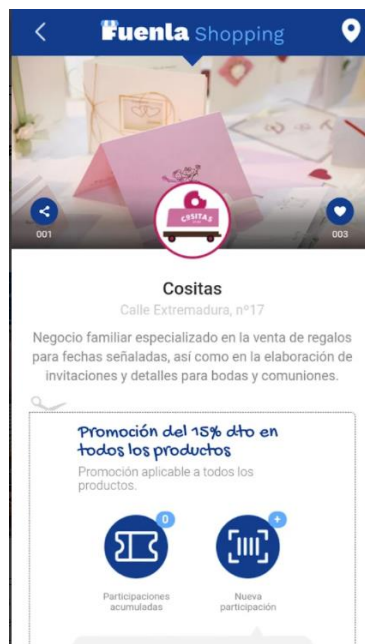 Fuenla Shopping
001
COSITAS
003
Cositas
Calle Extremadura, nº17
Negocio familiar especializado en la venta de regalos
para fechas señaladas, así como en la elaboración de
invitaciones y detalles para bodas y comuniones.
Promoción del 15% dto en
todos los productos
Promoción aplicable a todos los
productos.
0
+
Participaciones
acumuladas
Nueva
participación